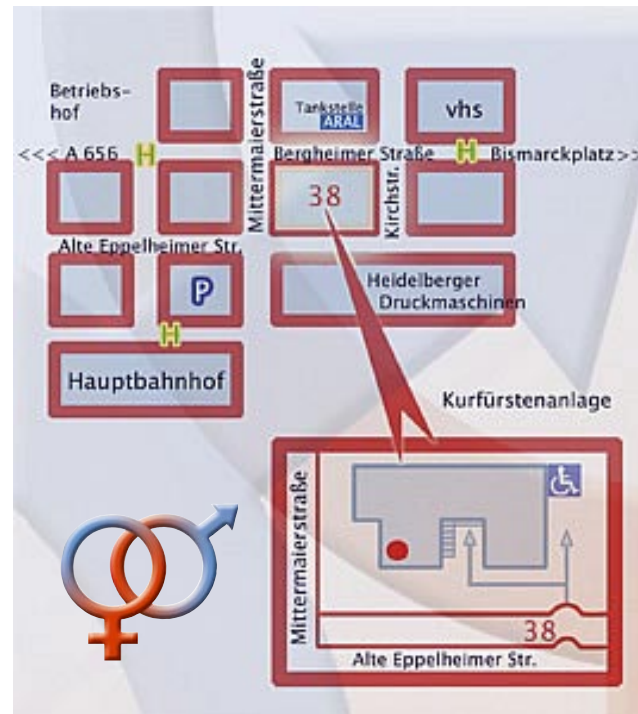 Betriebs-
hof
Mittermaierstraße
Tankstelle
ARAL
vhs
<<< A 656
H
Bergheimer Straße
H
Bismarckplatz>>
38
Kirchstr.
Alte Eppelheimer Str.
P
Heidelberger
Druckmaschinen
H
Hauptbahnhof
Kurfürstenanlage
Mittermaierstraße
38
Alte Eppelheimer Str.